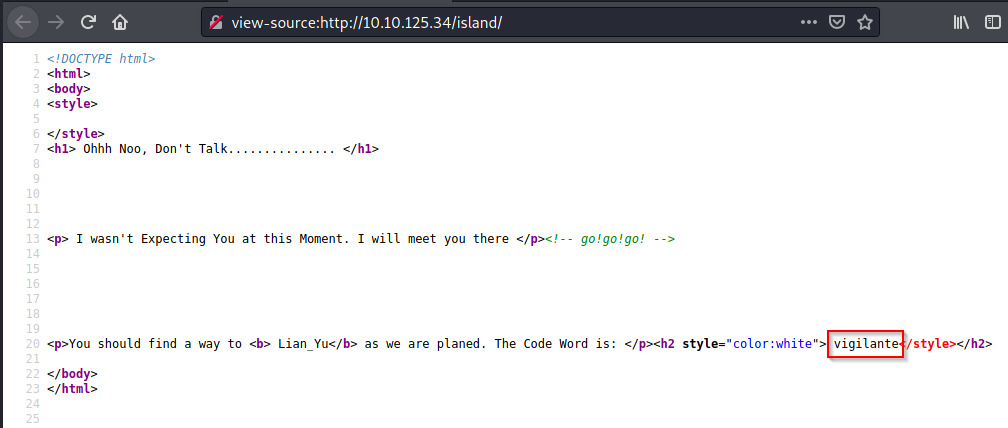 view-source:http://10.10.125.34/island/
1 <!DOCTYPE html>
2 <html>
3 <body>
4 <style>
5
6 </style>
7 <h1> Ohhh Noo, Don't Talk............... </h1>
8
9
10
11
12
13 <p> I wasn't Expecting You at this Moment. I will meet you there </p><!-- go!go!go! -->
14
15
16
17
18
19
20 <p>You should find a way to <b> Lian_Yu</b> as we are planed. The Code Word is: </p><h2 style="color:white"> vigilante</style></h2>
21
22 </body>
23 </html>
24
25